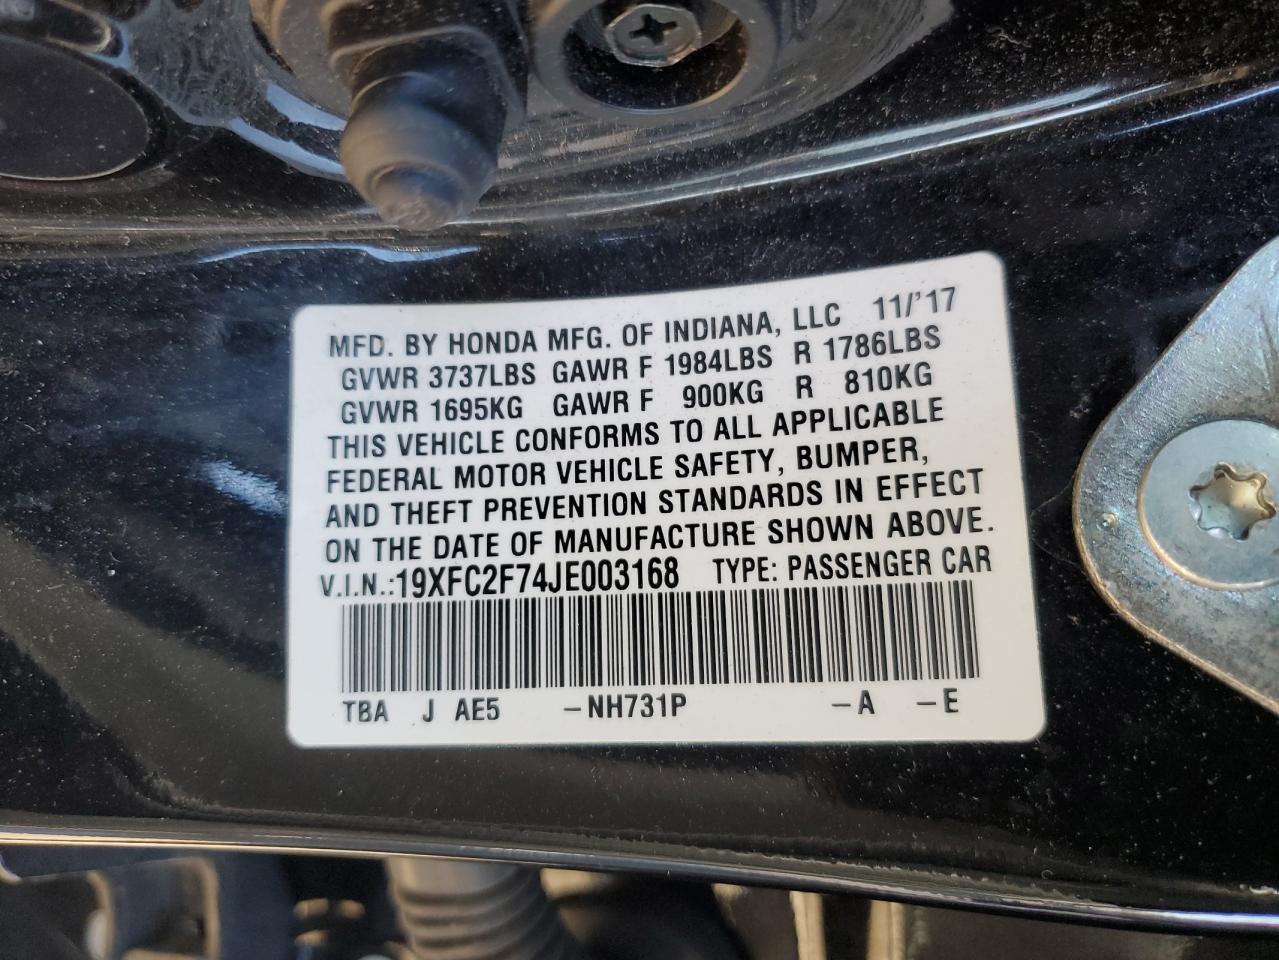 MFD. BY HONDA MFG. OF INDIANA, LLC 11/'17
GVWR 3737LBS GAWR F 1984LBS R 1786LBS
GVWR 1695KG GAWR F 900KG R 810KG
THIS VEHICLE CONFORMS TO ALL APPLICABLE
FEDERAL MOTOR VEHICLE SAFETY, BUMPER,
AND THEFT PREVENTION STANDARDS IN EFFECT
ON THE DATE OF MANUFACTURE SHOWN ABOVE.
V.I.N.:19XFC2F74JE003168 TYPE: PASSENGER CAR
TBA J AE5 -NH731P -A -E